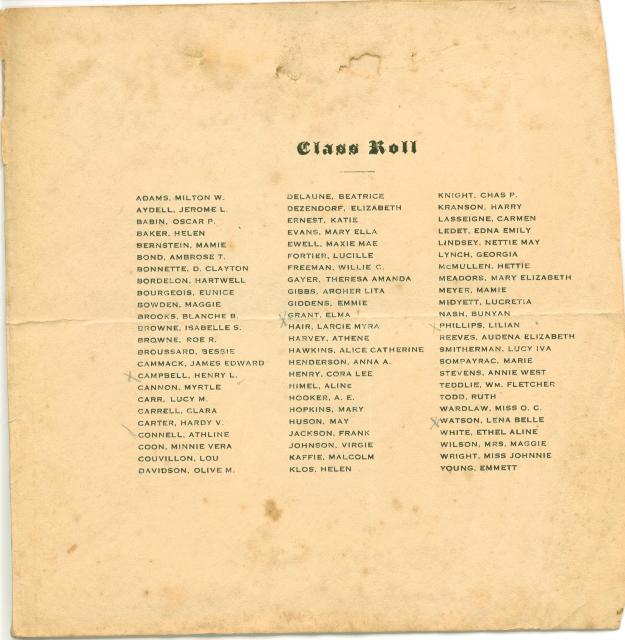 Class Roll
ADAMS, MILTON W.
AYDELL, JEROME L.
BABIN, OSCAR P.
BAKER, HELEN
BERNSTEIN, MAMIE
BOND, AMBROSE T.
BONNETTE, D. CLAYTON
BORDELON, HARTWELL
BOURGEOIS, EUNICE
BOWDEN, MAGGIE
BROOKS, BLANCHE B.
BROWNE, ISABELLE S.
BROWNE, ROE R.
BROUSSARD, BESSIE
CAMMACK, JAMES EDWARD
X CAMPBELL, HENRY L.
CANNON, MYRTLE
CARR, LUCY M.
CARRELL, CLARA
CARTER, HARDY V.
CONNELL, ATHLINE
COON, MINNIE VERA
COUVILLON, LOU
DAVIDSON, OLIVE M.
DELAUNE, BEATRICE
DEZENDORF, ELIZABETH
ERNEST, KATIE
EVANS, MARY ELLA
EWELL, MAXIE MAE
FORTIER, LUCILLE
FREEMAN, WILLIE C.
GAYER, THERESA AMANDA
GIBBS, ARCHER LITA
GIDDENS, EMMIE
X GRANT, ELMA
HAIR, LARCIE MYRA
HARVEY, ATHENE
HAWKINS, ALICE CATHERINE
HENDERSON, ANNA A.
HENRY, CORA LEE
HIMEL, ALINE
HOOKER, A. E.
HOPKINS, MARY
HUSON, MAY
JACKSON, FRANK
JOHNSON, VIRGIE
KAFFIE, MALCOLM
KLOS, HELEN
KNIGHT, CHAS P.
KRANSON, HARRY
LASSEIGNE, CARMEN
LEDET, EDNA EMILY
LINDSEY, NETTIE MAY
LYNCH, GEORGIA
McMULLEN, HETTIE
MEADORS, MARY ELIZABETH
MEYER, MAMIE
MIDYETT, LUCRETIA
NASH, BUNYAN
PHILLIPS, LILIAN
REEVES, AUDENA ELIZABETH
SMITHERMAN, LUCY IVA
SOMPAYRAC, MARIE
STEVENS, ANNIE WEST
TEDDLIE, WM. FLETCHER
TODD, RUTH
WARDLAW, MISS O. C.
X WATSON, LENA BELLE
WHITE, ETHEL ALINE
WILSON, MRS. MAGGIE
WRIGHT, MISS JOHNNIE
YOUNG, EMMETT